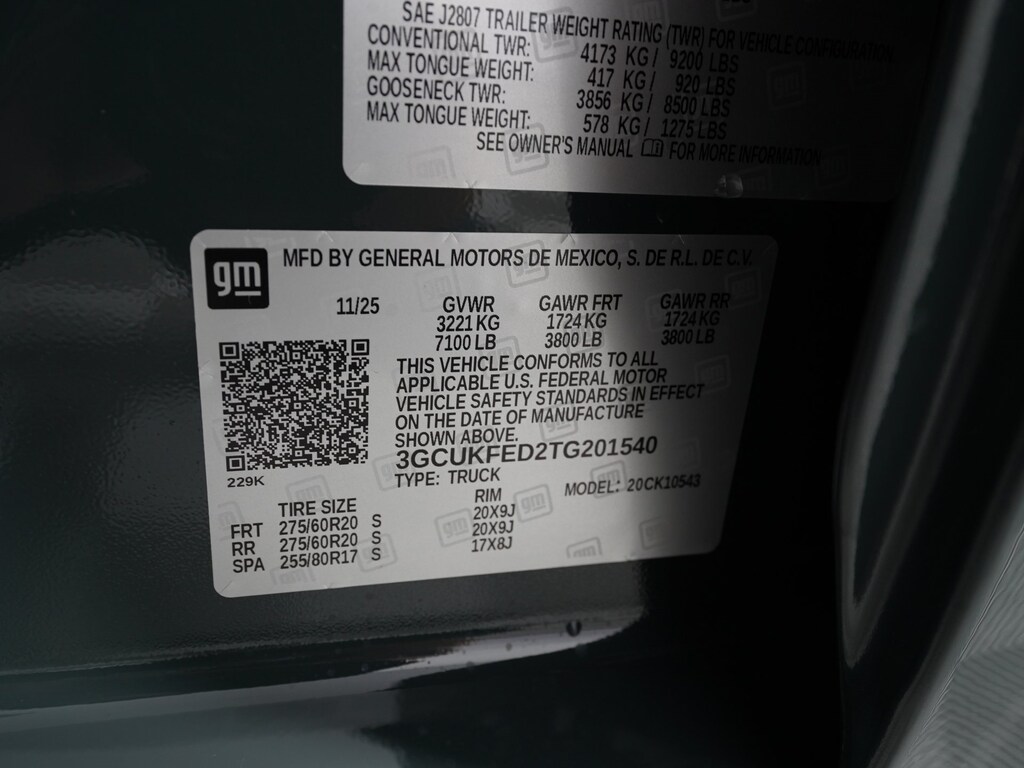 SAE J2807 TRAILER WEIGHT RATING (TWR) FOR VEHICLE CONFIGURATION
CONVENTIONAL TWR: 4173 KG / 9200 LBS
MAX TONGUE WEIGHT: 417 KG / 920 LBS
GOOSENECK TWR: 3856 KG / 8500 LBS
MAX TONGUE WEIGHT: 578 KG / 1275 LBS
SEE OWNER'S MANUAL FOR MORE INFORMATION
gm
MFD BY GENERAL MOTORS DE MEXICO, S. DE R.L. DE C.V.
11/25 GVWR GAWR FRT GAWR RR
3221 KG 1724 KG 1724 KG
7100 LB 3800 LB 3800 LB
THIS VEHICLE CONFORMS TO ALL
APPLICABLE U.S. FEDERAL MOTOR
VEHICLE SAFETY STANDARDS IN EFFECT
ON THE DATE OF MANUFACTURE
SHOWN ABOVE.
3GCUKFED2TG201540
229K
TYPE: TRUCK MODEL: 20CK10543
TIRE SIZE RIM
FRT 275/60R20 S 20X9J
RR 275/60R20 S 20X9J
SPA 255/80R17 S 17X8J